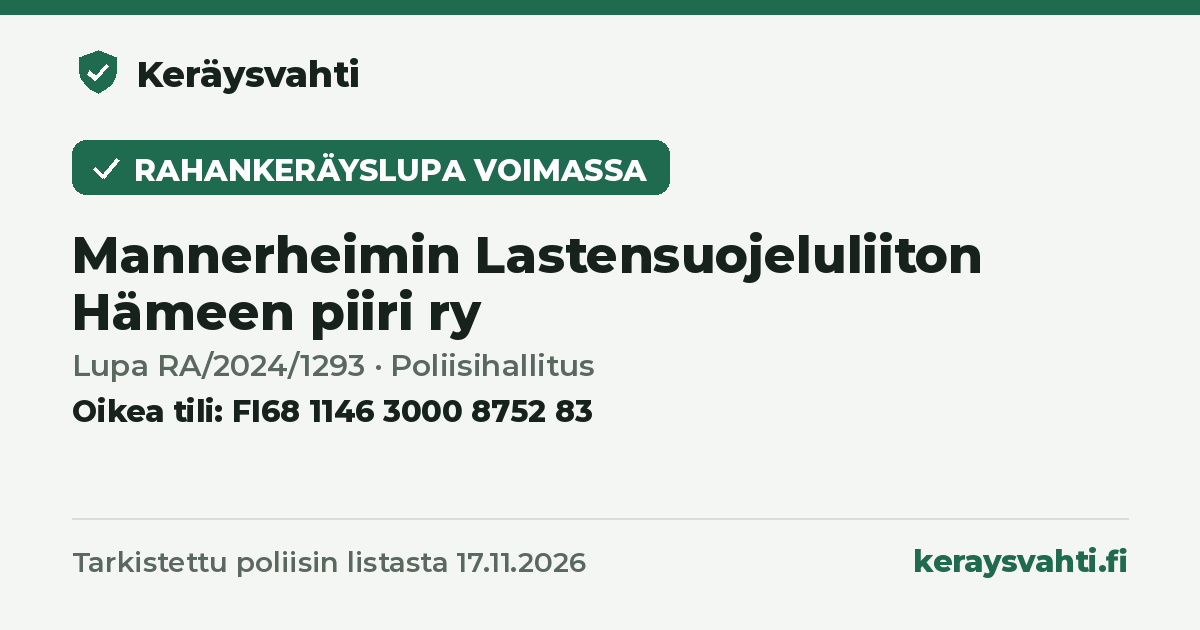 Keräysvahti
RAHANKERÄYSLUPA VOIMASSA
Mannerheimin Lastensuojeluliiton
Hämeen piiri ry
Lupa RA/2024/1293 · Poliisihallitus
Oikea tili: FI68 1146 3000 8752 83
Tarkistettu poliisin listasta 17.11.2026
keraysvahti.fi